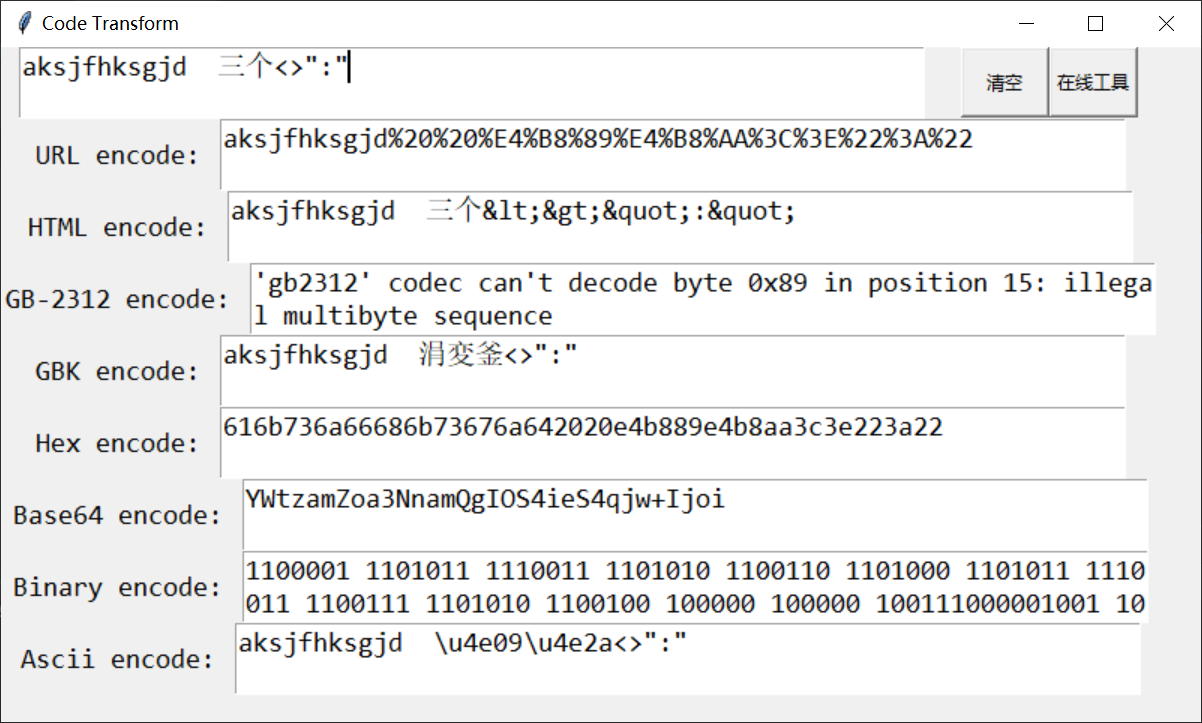 Code Transform
aksjfhksgjd  三个<>":"
清空
在线工具
URL encode:
aksjfhksgjd%20%20%E4%B8%89%E4%B8%AA%3C%3E%22%3A%22
HTML encode:
aksjfhksgjd  三个&lt;&gt;&quot;:&quot;
GB-2312 encode:
'gb2312' codec can't decode byte 0x89 in position 15: illega
l multibyte sequence
GBK encode:
aksjfhksgjd  涓変釜<>":"
Hex encode:
616b736a66686b73676a642020e4b889e4b8aa3c3e223a22
Base64 encode:
YWtzamZoa3NnamQgIOS4ieS4qjw+Ijoi
Binary encode:
1100001 1101011 1110011 1101010 1100110 1101000 1101011 1110
011 1100111 1101010 1100100 100000 100000 100111000001001 10
Ascii encode:
aksjfhksgjd  \u4e09\u4e2a<>":"